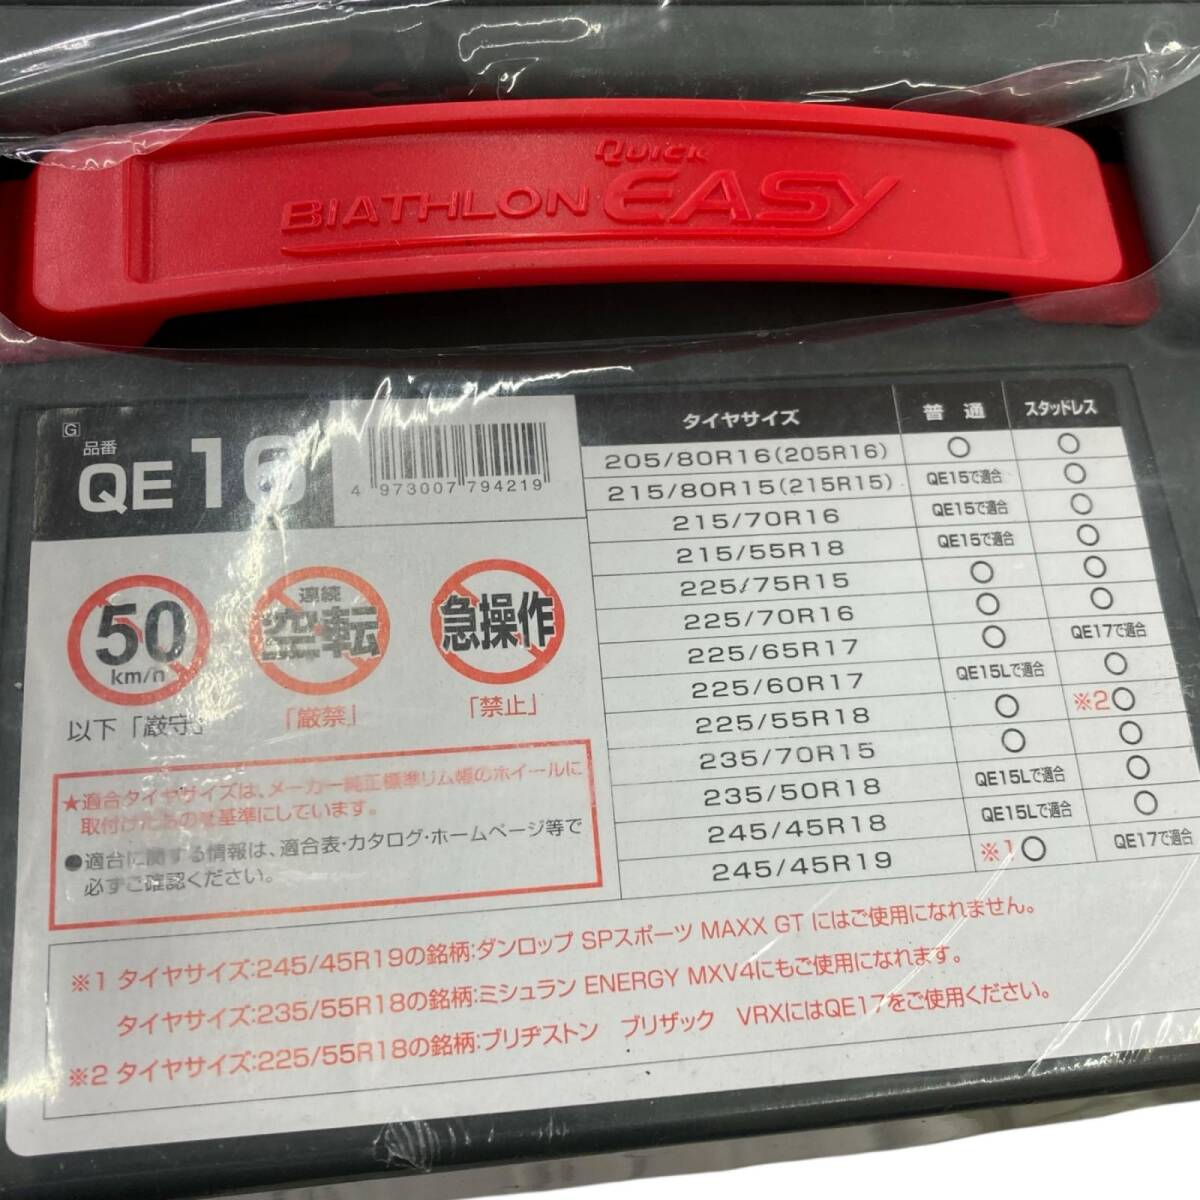 Quick
BIATHLON EASY
G
品番
QE16
4 973007 794219
50
km/h
以下「厳守」
連続
空転
「厳禁」
急操作
「禁止」
★適合タイヤサイズは、メーカー純正標準リム幅のホイールに
取付けたものを基準にしています。
●適合に関する情報は、適合表・カタログ・ホームページ等で
必ずご確認ください。
タイヤサイズ 普通 スタッドレス
205/80R16(205R16) ○ ○
215/80R15(215R15) QE15で適合 ○
215/70R16 QE15で適合 ○
215/55R18 QE15で適合 ○
225/75R15 ○ ○
225/70R16 ○ ○
225/65R17 ○ QE17で適合
225/60R17 QE15Lで適合 ○
225/55R18 ○ ※2○
235/70R15 ○ ○
235/50R18 QE15Lで適合 ○
245/45R18 QE15Lで適合 ○
245/45R19 ※1○ QE17で適合
※1 タイヤサイズ:245/45R19の銘柄:ダンロップ SPスポーツ MAXX GT にはご使用になれません。
タイヤサイズ:235/55R18の銘柄:ミシュラン ENERGY MXV4にもご使用になれます。
※2 タイヤサイズ:225/55R18の銘柄:ブリヂストン ブリザック VRXにはQE17をご使用ください。